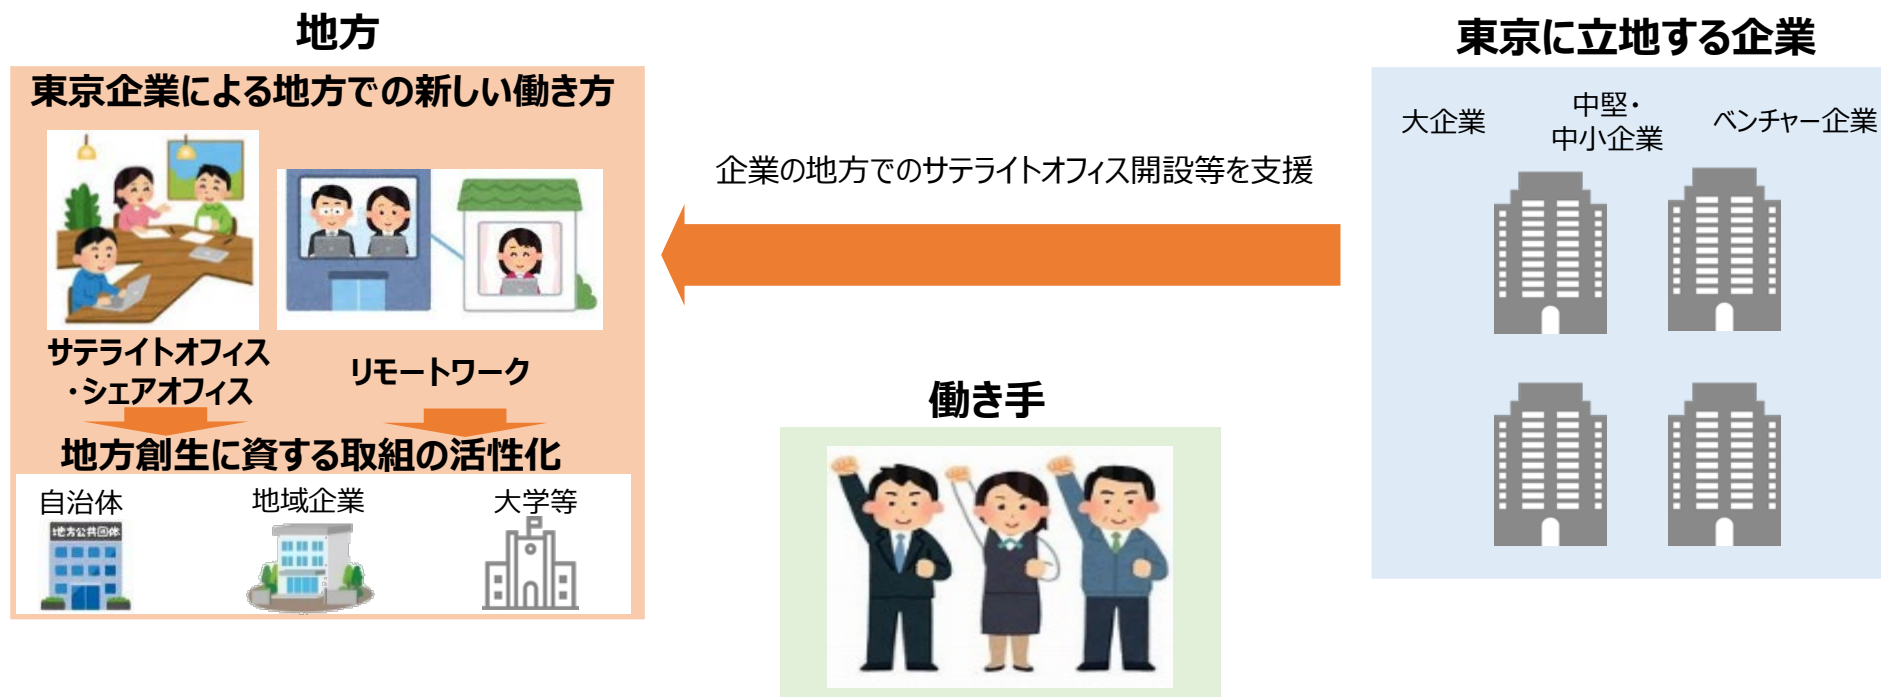 地方
東京企業による地方での新しい働き方
サテライトオフィス
・シェアオフィス
リモートワーク
地方創生に資する取組の活性化
自治体
地域企業
大学等
地方公共団体
企業の地方でのサテライトオフィス開設等を支援
働き手
東京に立地する企業
大企業
中堅・
中小企業
ベンチャー企業